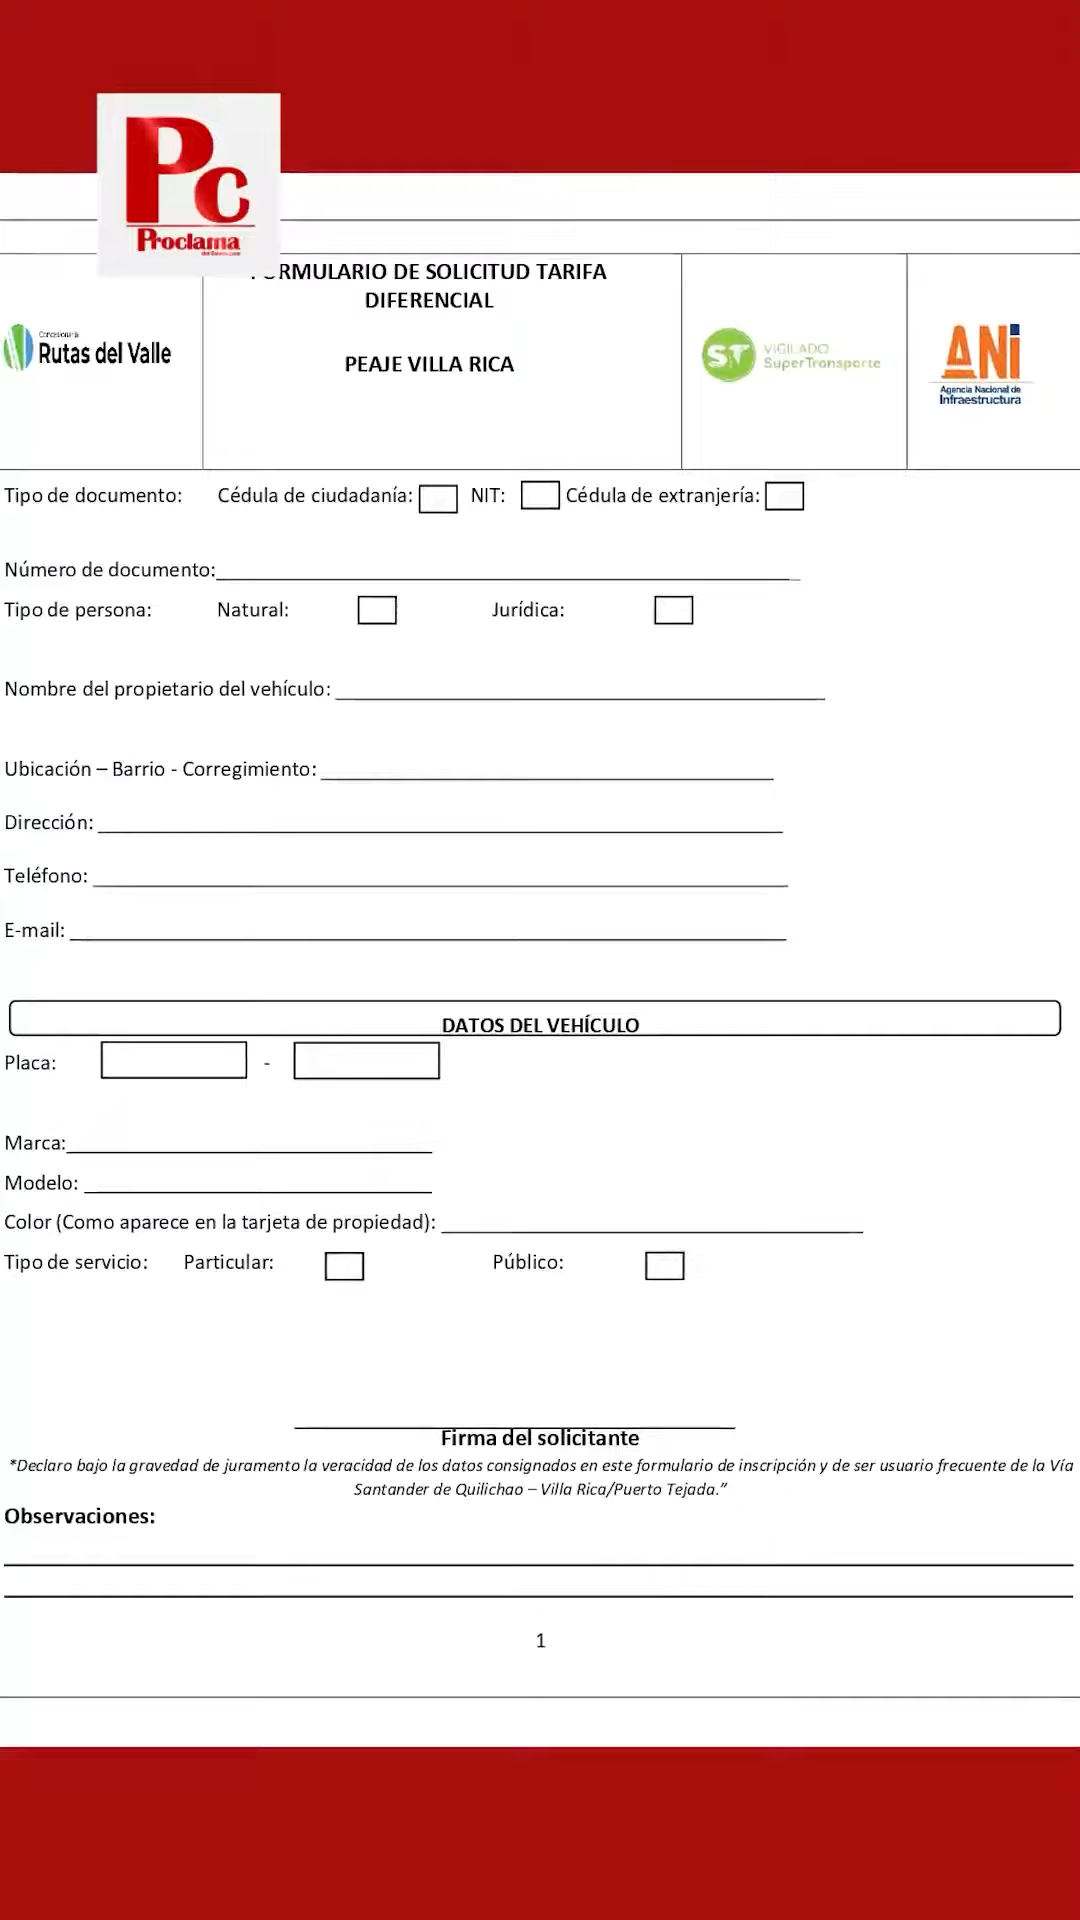 Pc
Proclama
FORMULARIO DE SOLICITUD TARIFA
DIFERENCIAL
PEAJE VILLA RICA
Concesionaria
Rutas del Valle
ST
VIGILADO
SuperTransporte
ANi
Agencia Nacional de
Infraestructura
Tipo de documento: Cédula de ciudadanía: NIT: Cédula de extranjería:
Número de documento:
Tipo de persona: Natural: Jurídica:
Nombre del propietario del vehículo:
Ubicación – Barrio - Corregimiento:
Dirección:
Teléfono:
E-mail:
DATOS DEL VEHÍCULO
Placa: -
Marca:
Modelo:
Color (Como aparece en la tarjeta de propiedad):
Tipo de servicio: Particular: Público:
Firma del solicitante
*Declaro bajo la gravedad de juramento la veracidad de los datos consignados en este formulario de inscripción y de ser usuario frecuente de la Vía
Santander de Quilichao – Villa Rica/Puerto Tejada.”
Observaciones:
1